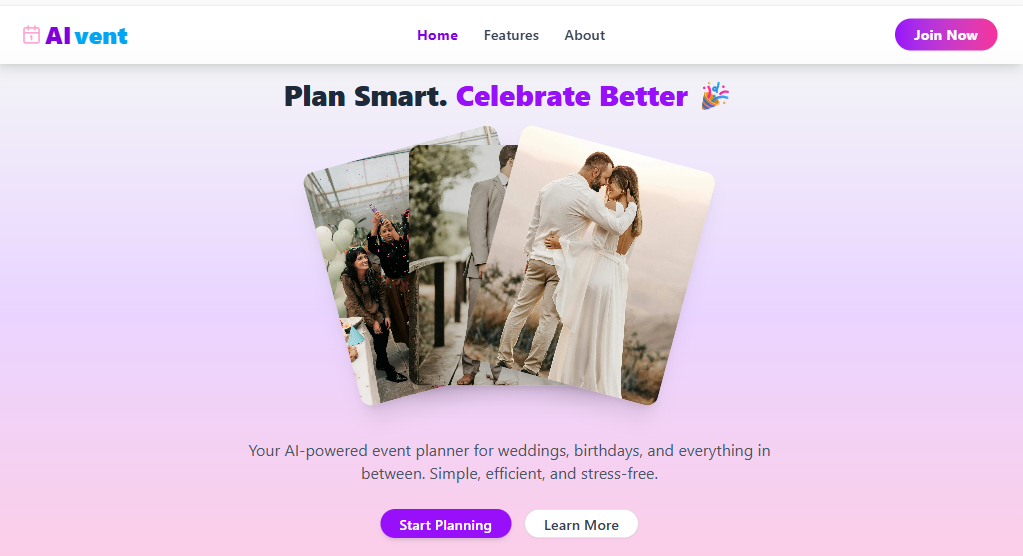 1 AI vent
Home Features About
Join Now
Plan Smart. Celebrate Better 🎉
Your AI-powered event planner for weddings, birthdays, and everything in
between. Simple, efficient, and stress-free.
Start Planning Learn More